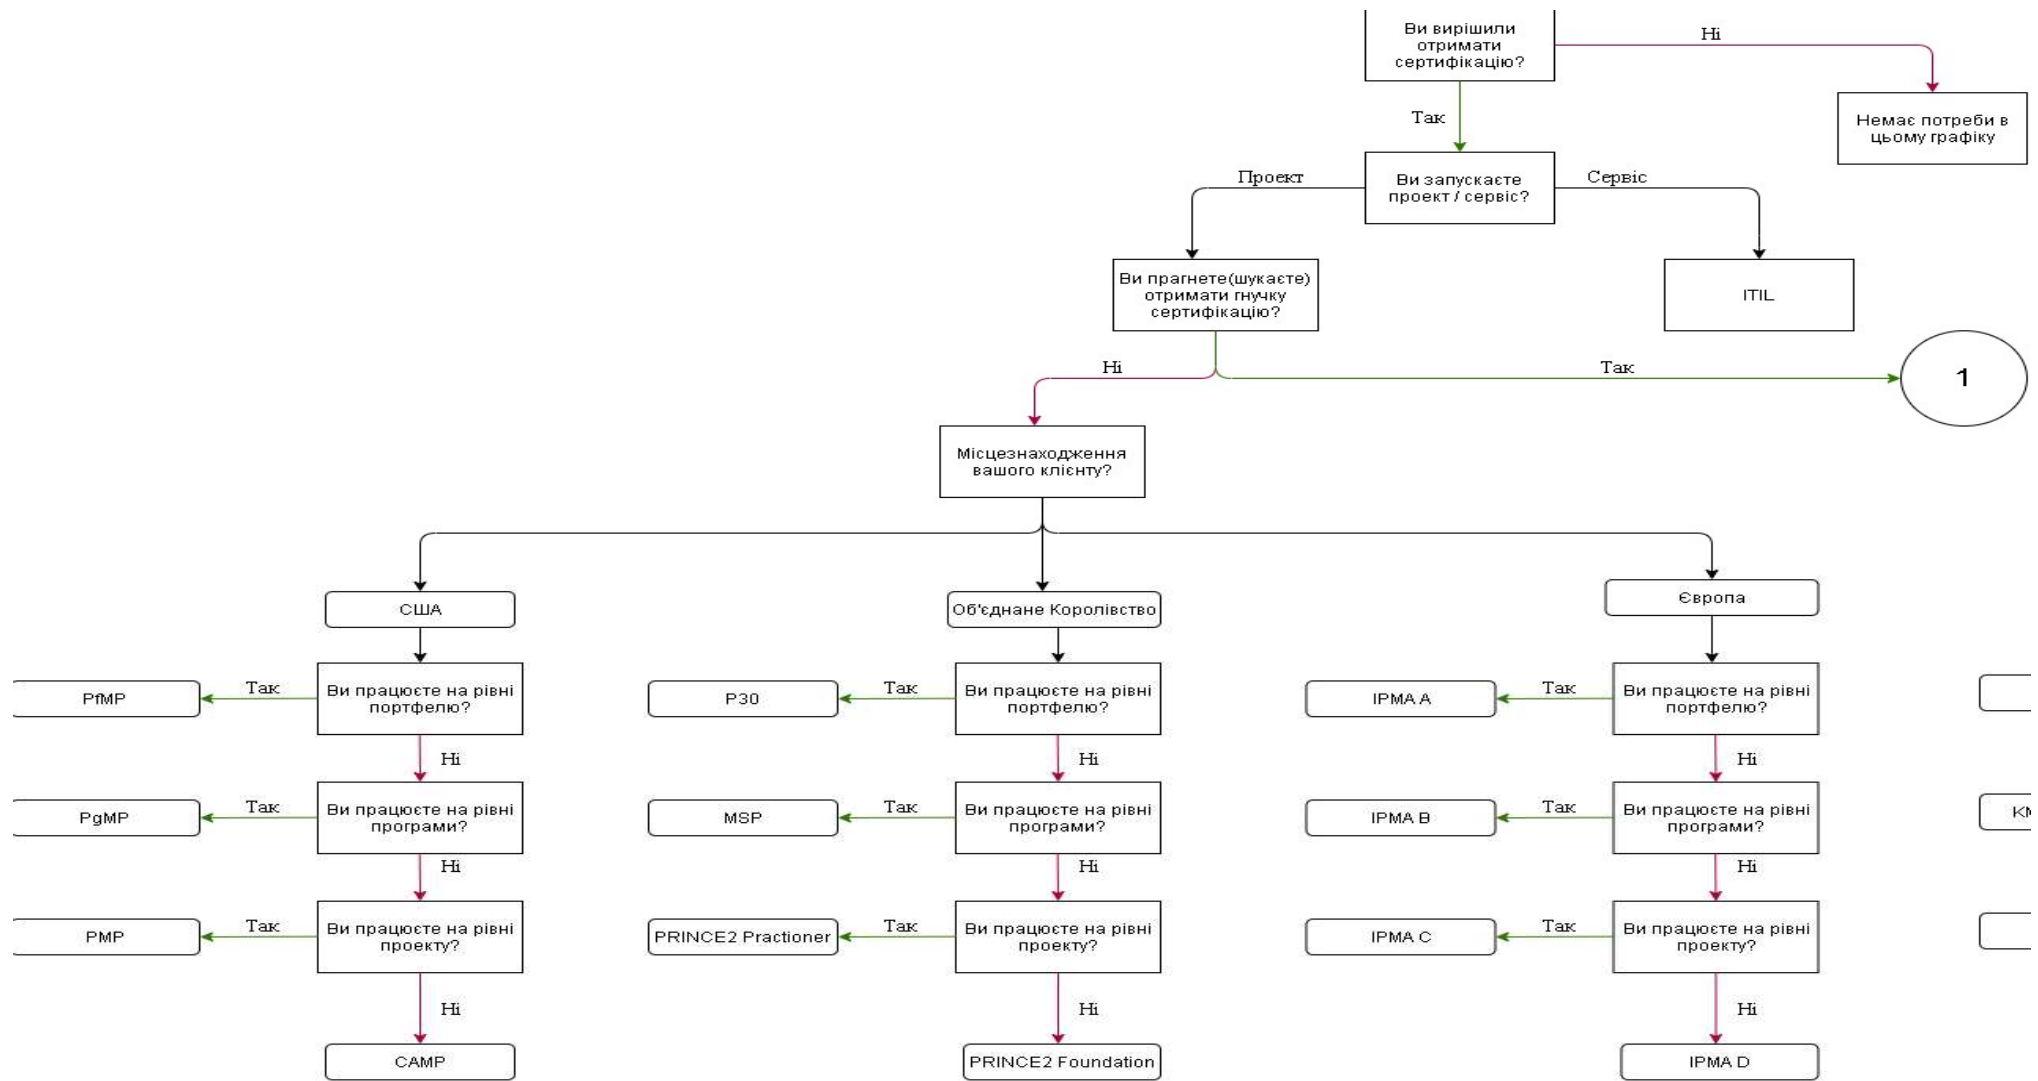 Ви вирішили
отримати
сертифікацію?
Ні
Немає потреби в
цьому графіку
Так
Ви запускаєте
проект / сервіс?
Проект
Сервіс
Ви прагнете(шукаєте)
отримати гнучку
сертифікацію?
ITIL
Ні
Так
1
Місцезнаходження
вашого клієнту?
США
Об'єднане Королівство
Європа
PfMP
Так
Ви працюєте на рівні
портфелю?
P30
Так
Ви працюєте на рівні
портфелю?
IPMA A
Так
Ви працюєте на рівні
портфелю?
Ні
Ні
Ні
PgMP
Так
Ви працюєте на рівні
програми?
MSP
Так
Ви працюєте на рівні
програми?
IPMA B
Так
Ви працюєте на рівні
програми?
Ні
Ні
Ні
PMP
Так
Ви працюєте на рівні
проекту?
PRINCE2 Practioner
Так
Ви працюєте на рівні
проекту?
IPMA C
Так
Ви працюєте на рівні
проекту?
Ні
Ні
Ні
CAMP
PRINCE2 Foundation
IPMA D